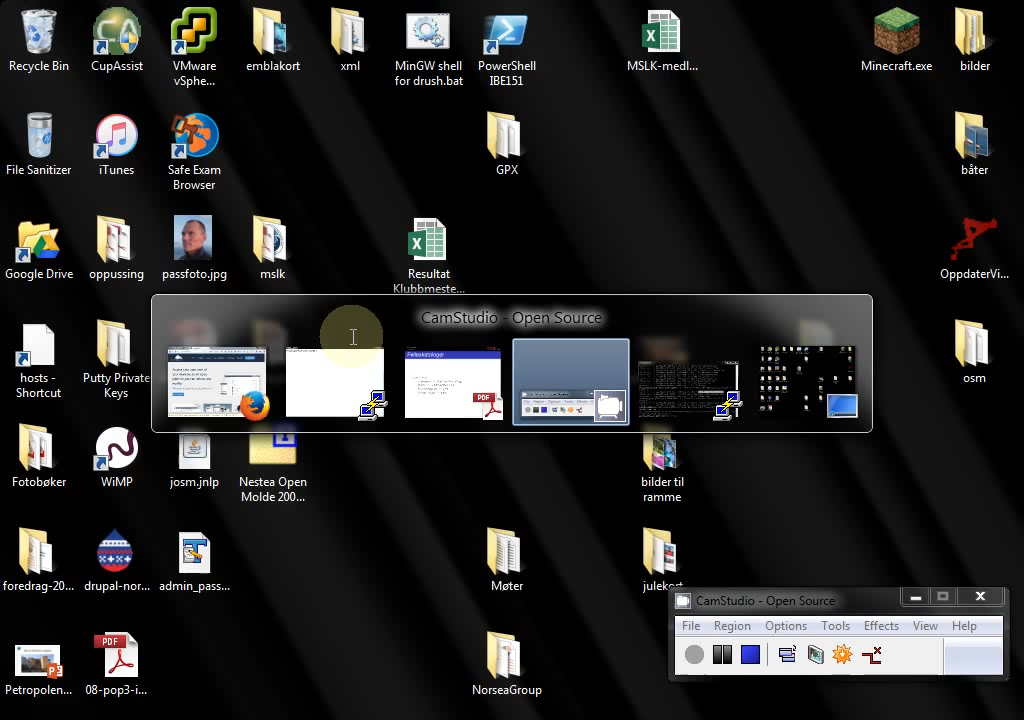 Recycle Bin
CupAssist
VMware
vSphe...
emblakort
xml
MinGW shell
for drush.bat
PowerShell
IBE151
MSLK-medl...
Minecraft.exe
bilder
File Sanitizer
iTunes
Safe Exam
Browser
GPX
båter
Google Drive
oppussing
passfoto.jpg
mslk
Resultat
Klubbmeste...
OppdaterVi...
CamStudio - Open Source
hosts -
Shortcut
Putty Private
Keys
Fellesskataloger
PDF
osm
Fotobøker
WiMP
josm.jnlp
Nestea Open
Molde 200...
bilder til
ramme
foredrag-20...
drupal-nor...
admin_pass...
Møter
julekort
CamStudio - Open Source
File Region Options Tools Effects View Help
PDF
Petropolen...
08-pop3-i...
NorseaGroup